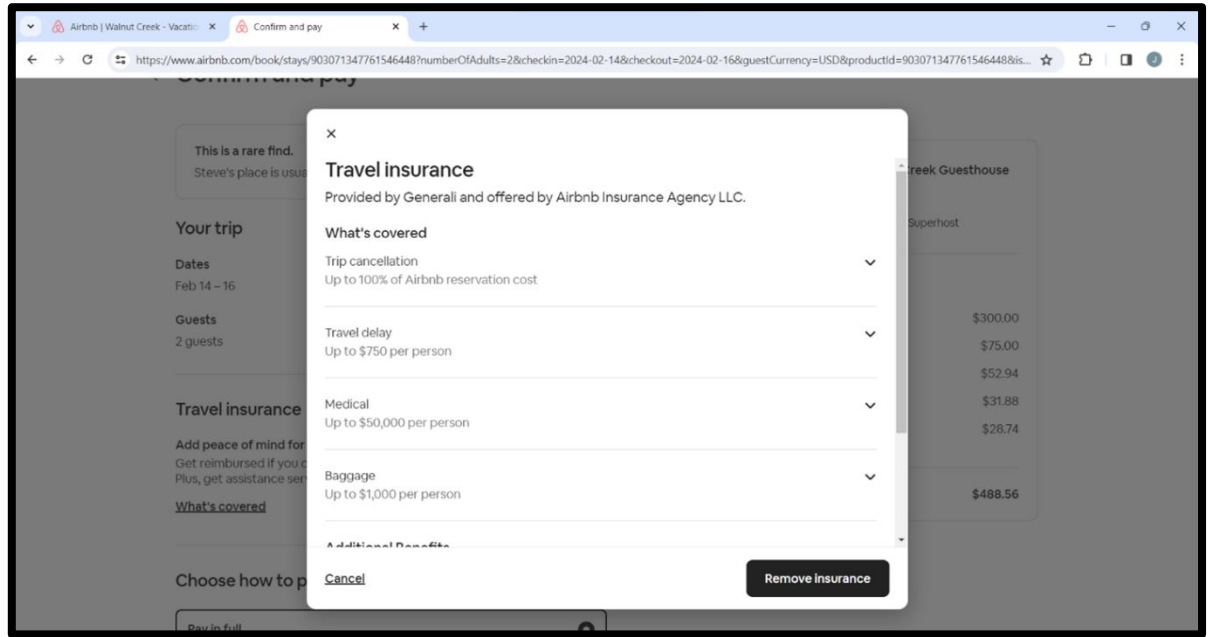 Airbnb | Walnut Creek - Vacatio
Confirm and pay
https://www.airbnb.com/book/stays/903071347761546448?numberOfAdults=2&checkin=2024-02-14&checkout=2024-02-16&guestCurrency=USD&productId=903071347761546448&is...
J
Confirm and pay
This is a rare find.
Steve's place is usua
Your trip
Dates
Feb 14 – 16
Guests
2 guests
Travel insurance
Add peace of mind for
Get reimbursed if you c
Plus, get assistance ser
What's covered
Choose how to p
Pay in full
Travel insurance
Provided by Generali and offered by Airbnb Insurance Agency LLC.
What's covered
Trip cancellation
Up to 100% of Airbnb reservation cost
Travel delay
Up to $750 per person
Medical
Up to $50,000 per person
Baggage
Up to $1,000 per person
Additional Benefits
Cancel
Remove insurance
reek Guesthouse
Superhost
$300.00
$75.00
$52.94
$31.88
$28.74
$488.56